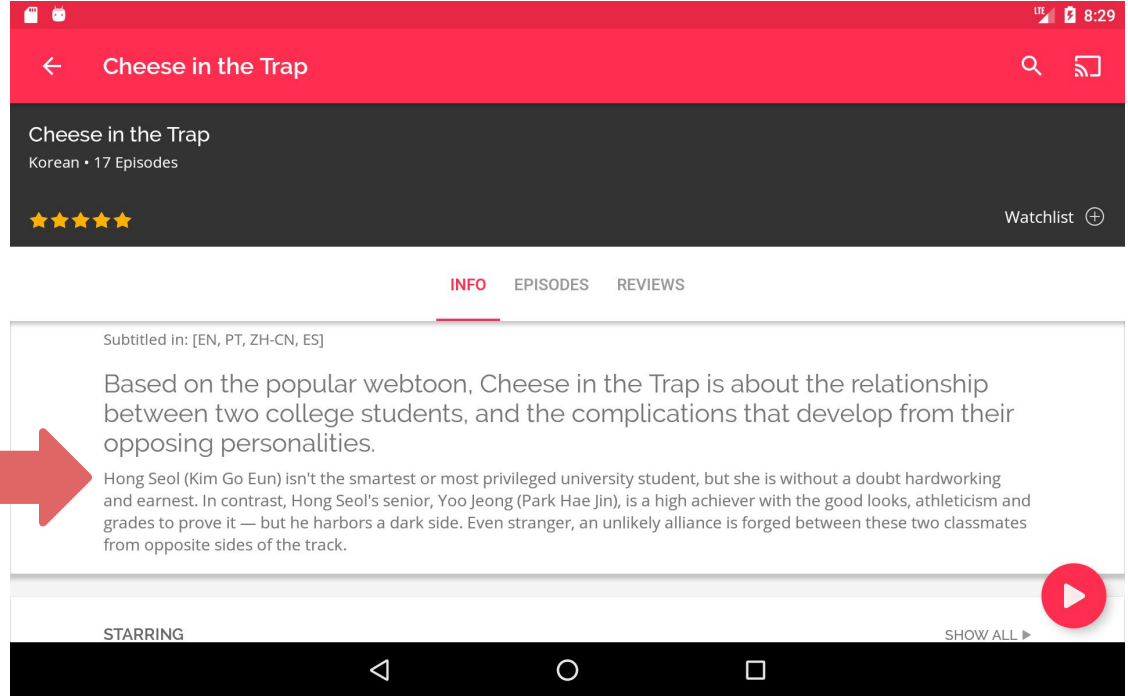 LTE 8:29
Cheese in the Trap
Cheese in the Trap
Korean • 17 Episodes
Watchlist
INFO EPISODES REVIEWS
Subtitled in: [EN, PT, ZH-CN, ES]
Based on the popular webtoon, Cheese in the Trap is about the relationship
between two college students, and the complications that develop from their
opposing personalities.
Hong Seol (Kim Go Eun) isn't the smartest or most privileged university student, but she is without a doubt hardworking
and earnest. In contrast, Hong Seol's senior, Yoo Jeong (Park Hae Jin), is a high achiever with the good looks, athleticism and
grades to prove it — but he harbors a dark side. Even stranger, an unlikely alliance is forged between these two classmates
from opposite sides of the track.
STARRING SHOW ALL